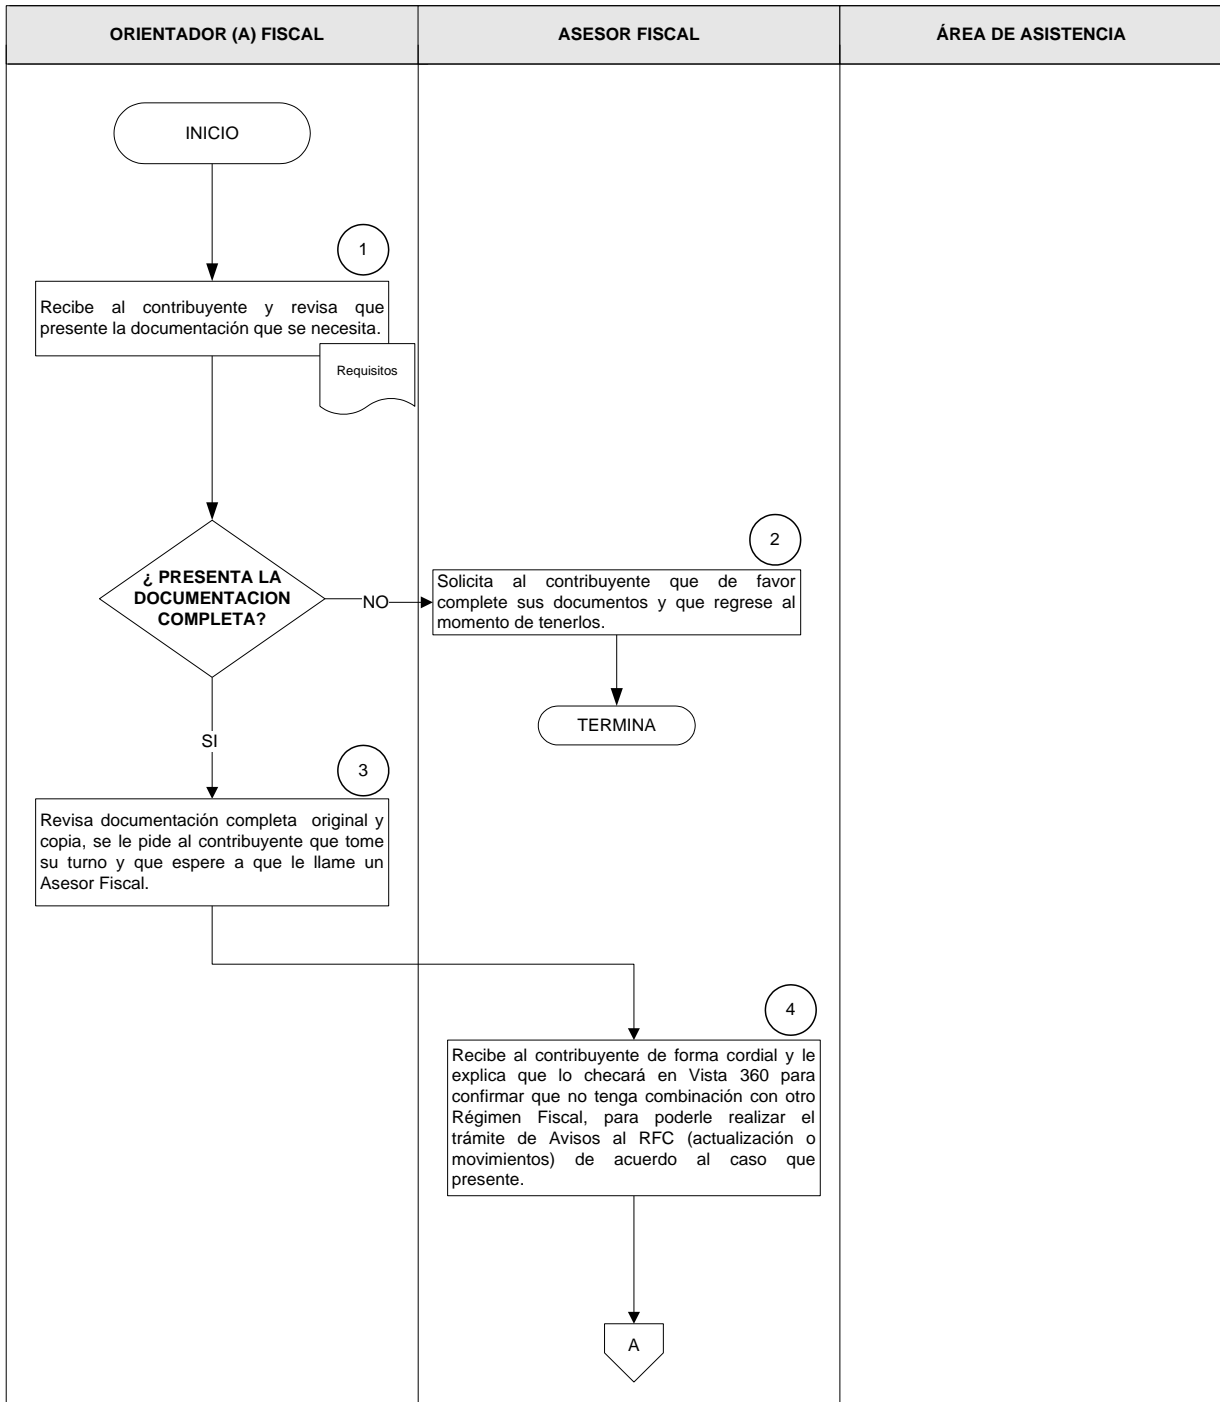 ORIENTADOR (A) FISCAL
ASESOR FISCAL
ÁREA DE ASISTENCIA
INICIO
1
Recibe al contribuyente y revisa que
presente la documentación que se necesita.
Requisitos
¿ PRESENTA LA
DOCUMENTACION
COMPLETA?
NO
2
Solicita al contribuyente que de favor
complete sus documentos y que regrese al
momento de tenerlos.
TERMINA
SI
3
Revisa documentación completa original y
copia, se le pide al contribuyente que tome
su turno y que espere a que le llame un
Asesor Fiscal.
4
Recibe al contribuyente de forma cordial y le
explica que lo checará en Vista 360 para
confirmar que no tenga combinación con otro
Régimen Fiscal, para poderle realizar el
trámite de Avisos al RFC (actualización o
movimientos) de acuerdo al caso que
presente.
A